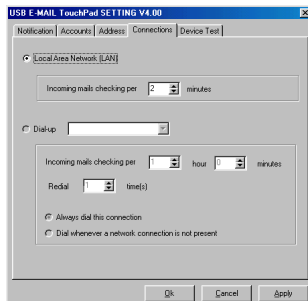 USB E-MAIL TouchPad SETTING V4.00
Notification Accounts Address Connections Device Test
Local Area Network (LAN)
Incoming mails checking per 2 minutes
Dial-up
Incoming mails checking per 1 hour 0 minutes
Redial 1 time(s)
Always dial this connection
Dial whenever a network connection is not present
Ok Cancel Apply